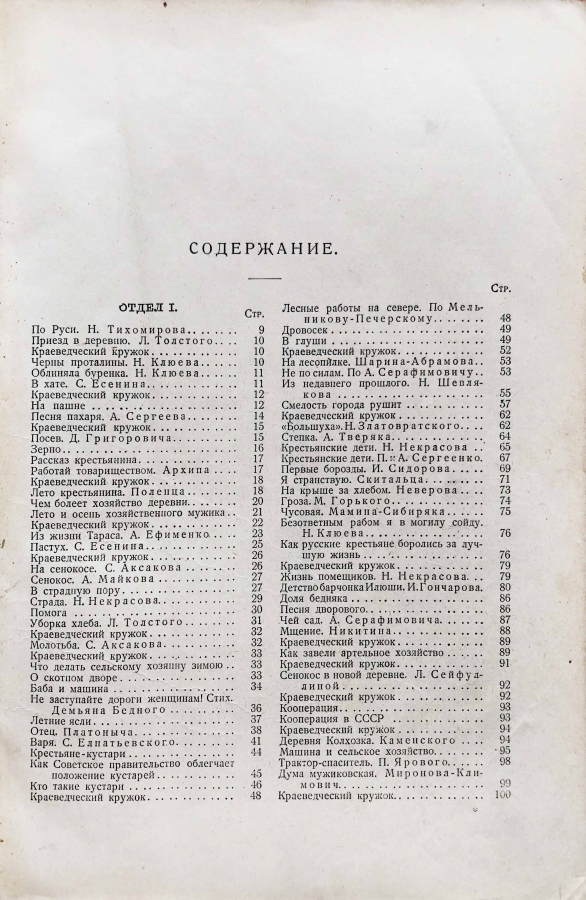 СОДЕРЖАНИЕ.
ОТДЕЛ I.
Стр.
По Руси. Н. Тихомирова....... 9
Приезд в деревню. Л. Толстого.... 10
Краеведческий кружок.......... 10
Черны проталины. Н. Клюева..... 10
Облиняла буренка. Н. Клюева..... 11
В хате. С. Есенина............ 11
Краеведческий кружок.......... 12
На пашне.................... 12
Песня пахаря. А. Сергеева....... 14
Краеведческий кружок.......... 15
Посев. Д. Григоровича......... 15
Зерно...................... 16
Рассказ крестьянина........... 17
Работай товариществом. Архипа... 17
Краеведческий кружок.......... 18
Лето крестьянина. Поленца...... 18
Чем болеет хозяйство деревни...... 20
Лето и осень хозяйственного мужика.. 21
Краеведческий кружок.......... 22
Из жизни Тараса. А. Ефименко.... 23
Пастух. С. Есенина........... 25
Краеведческий кружок.......... 26
На сенокосе. С. Аксакова....... 26
Сенокос. А. Майкова.......... 27
В страдную пору.............. 27
Страда. Н. Некрасова......... 29
Помога.................... 30
Уборка хлеба. Л. Толстого...... 31
Краеведческий кружок.......... 32
Молотьба. С. Аксакова........ 32
Краеведческий кружок.......... 33
Что делать сельскому хозяину зимою.. 33
О скотном дворе.............. 33
Баба и машина.............. 34
Не заступайте дороги женщинам! Стих.
Демьяна Бедного.......... 36
Летние ясли................ 37
Отец. Платоныча............ 38
Варя. С. Елпатьевского........ 41
Крестьяне-кустари............ 44
Как Советское правительство облегчает
положение кустарей.......... 45
Кто такие кустари............ 46
Краеведческий кружок.......... 48
Стр.
Лесные работы на севере. По Мель-
никову-Печерскому........ 48
Дровосек.................. 49
В глуши................... 49
Краеведческий кружок.......... 52
На лесопилке. Шарина-Абрамова.. 53
Не по силам. По А. Серафимовичу.. 53
Из недавнего прошлого. Н. Шевля-
кова.................... 55
Смелость города рушит......... 57
Краеведческий кружок.......... 62
«Большуха». Н. Златовратского.... 62
Степка. А. Тверяка........... 64
Крестьянские дети. Н. Некрасова.. 65
Крестьянские дети. П. и А. Сергеенко. 67
Первые борозды. И. Сидорова.... 69
Я странствую. Скитальца....... 71
На крыше за хлебом. Неверова.... 73
Гроза. М. Горького........... 74
Чусовая. Мамина-Сибиряка...... 75
Безответным рабом я в могилу сойду.
Н. Клюева............... 76
Как русские крестьяне боролись за луч-
шую жизнь............... 76
Краеведческий кружок.......... 79
Жизнь помещиков. Н. Некрасова... 79
Детство барчонка Илюши. И. Гончарова. 80
Доля бедняка............... 86
Песня дворового............. 86
Чей сад. А. Серафимовича...... 87
Мщение. Никитина........... 88
Краеведческий кружок.......... 89
Как завели артельное хозяйство..... 89
Краеведческий кружок.......... 91
Сенокос в новой деревне. Л. Сейфул-
линой.................. 92
Краеведческий кружок.......... 92
Кооперация................. 93
Кооперация в СССР........... 93
Краеведческий кружок.......... 94
Деревня Колхозка. Каменского.... 94
Машина и сельское хозяйство...... 95
Трактор-спаситель. П. Ярового.... 98
Дума мужиковская. Миронова-Кли-
мович................... 99
Краеведческий кружок.......... 100